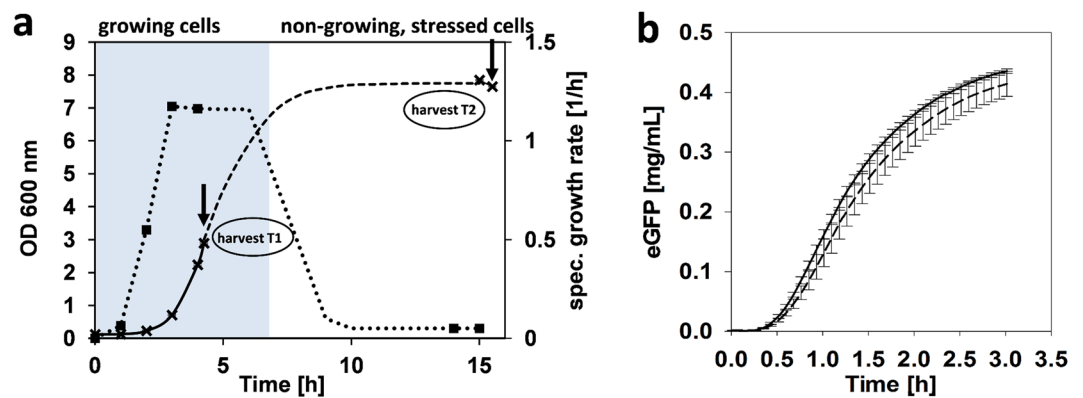 a
growing cells
non-growing, stressed cells
9
8
7
6
5
4
3
2
1
0
OD 600 nm
harvest T1
harvest T2
1.5
1
0.5
0
spec. growth rate [1/h]
0
5
10
15
Time [h]
b
0.5
0.4
0.3
0.2
0.1
0.0
eGFP [mg/mL]
0.0 0.5 1.0 1.5 2.0 2.5 3.0 3.5
Time [h]